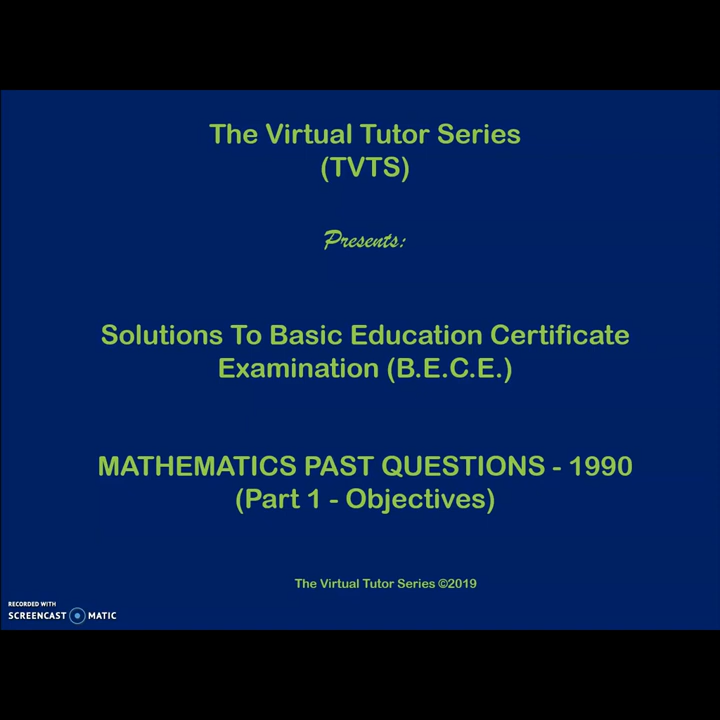 The Virtual Tutor Series
(TVTS)
Presents:
Solutions To Basic Education Certificate
Examination (B.E.C.E.)
MATHEMATICS PAST QUESTIONS - 1990
(Part 1 - Objectives)
The Virtual Tutor Series ©2019
RECORDED WITH
SCREENCAST MATIC